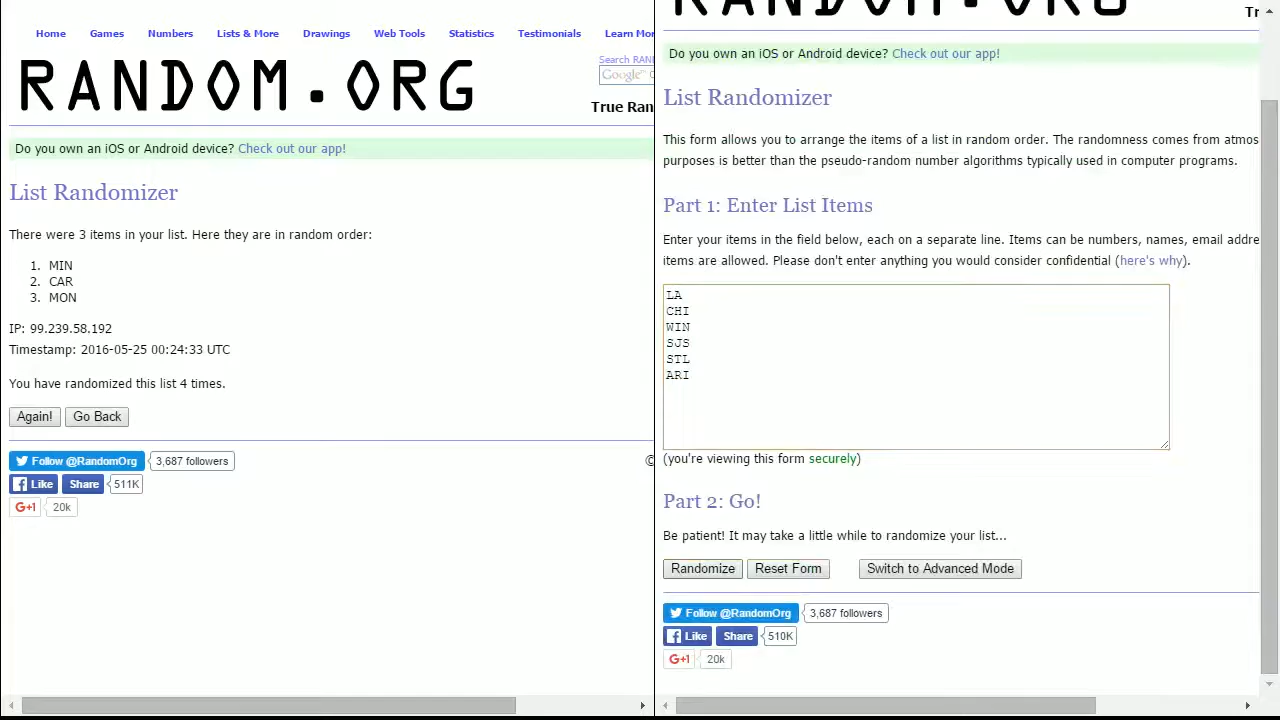 Home Games Numbers Lists & More Drawings Web Tools Statistics Testimonials Learn Mor
RANDOM.ORG
Search RAN
Google™
True Ran
Do you own an iOS or Android device? Check out our app!
List Randomizer
There were 3 items in your list. Here they are in random order:
1. MIN
2. CAR
3. MON
IP: 99.239.58.192
Timestamp: 2016-05-25 00:24:33 UTC
You have randomized this list 4 times.
Again! Go Back
Follow @RandomOrg 3,687 followers
©
Like Share 511K
G+1 20k
RANDOM.ORG
Tr
Do you own an iOS or Android device? Check out our app!
List Randomizer
This form allows you to arrange the items of a list in random order. The randomness comes from atmos
purposes is better than the pseudo-random number algorithms typically used in computer programs.
Part 1: Enter List Items
Enter your items in the field below, each on a separate line. Items can be numbers, names, email addre
items are allowed. Please don't enter anything you would consider confidential (here's why).
LA
CHI
WIN
SJS
STL
ARI
(you're viewing this form securely)
Part 2: Go!
Be patient! It may take a little while to randomize your list...
Randomize Reset Form Switch to Advanced Mode
Follow @RandomOrg 3,687 followers
Like Share 510K
G+1 20k